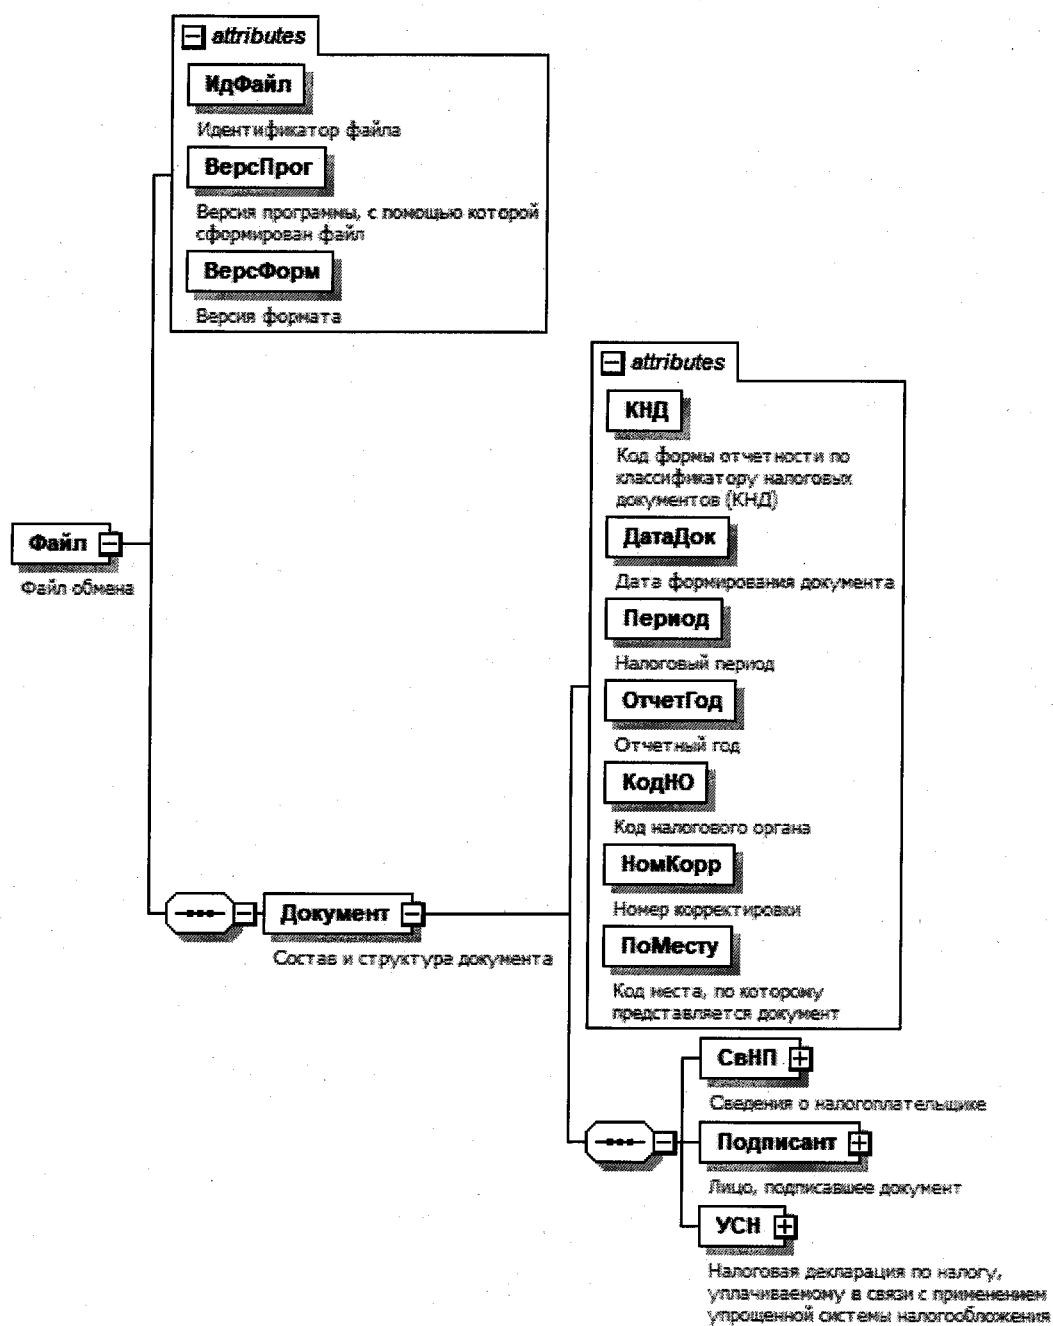 attributes
ИдФайл
Идентификатор файла
ВерсПрог
Версия программы, с помощью которой
сформирован файл
ВерсФорм
Версия формата
attributes
КНД
Код формы отчетности по
классификатору налоговых
документов (КНД)
ДатаДок
Дата формирования документа
Период
Налоговый период
ОтчетГод
Отчетный год
КодНО
Код налогового органа
НомКорр
Номер корректировки
ПоМесту
Код места, по которому
представляется документ
Файл
Файл обмена
Документ
Состав и структура документа
СвНП
Сведения о налогоплательщике
Подписант
Лицо, подписавшее документ
УСН
Налоговая декларация по налогу,
уплачиваемому в связи с применением
упрощенной системы налогообложения